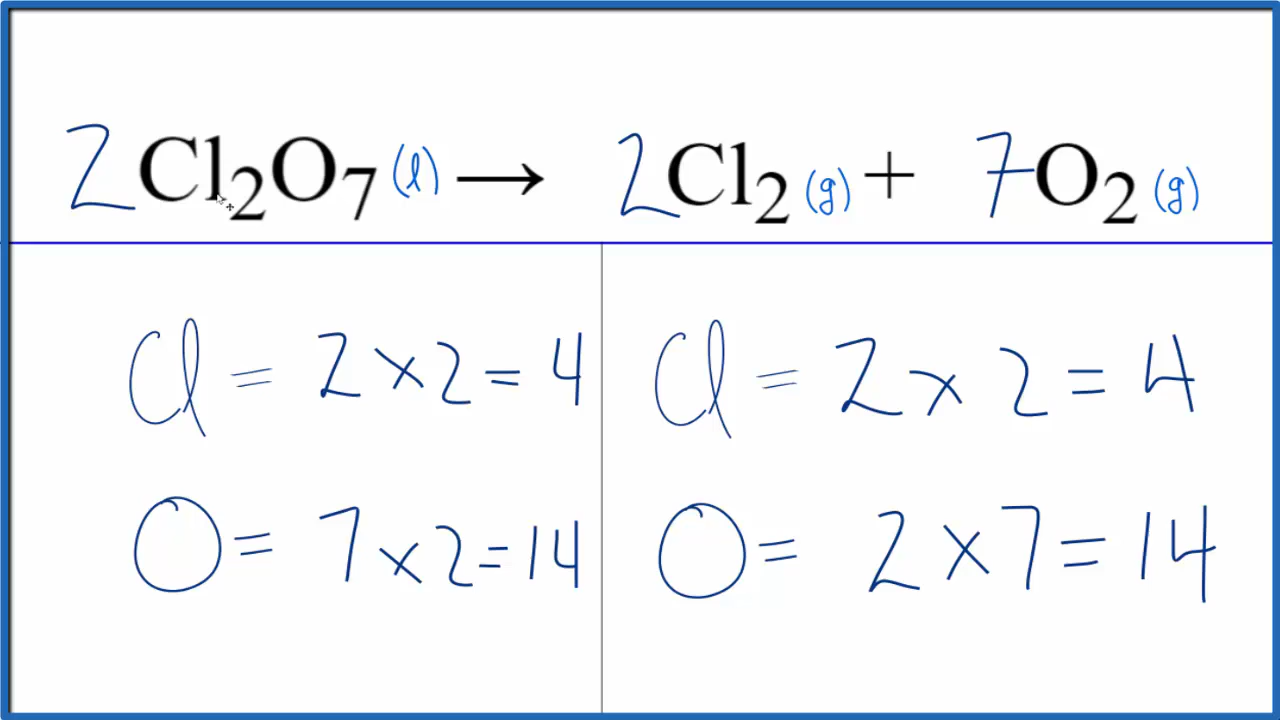 2Cl₂O₇(l) → 2Cl₂(g) + 7O₂(g)
Cl = 2 x 2 = 4
O = 7 x 2 = 14
Cl = 2 x 2 = 4
O = 2 x 7 = 14